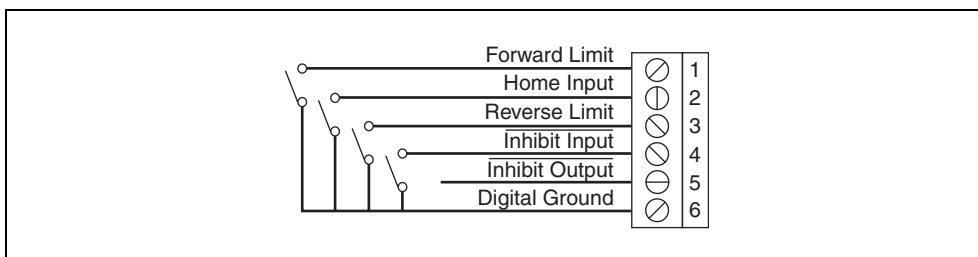 Forward Limit 1
Home Input 2
Reverse Limit 3
Inhibit Input 4
Inhibit Output 5
Digital Ground 6